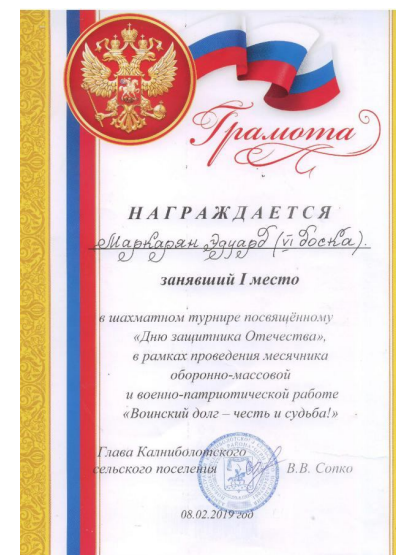 Грамота
НАГРАЖДАЕТСЯ
Маркарян Эдуард (VI доска).
занявший I место
в шахматном турнире посвящённому
«Дню защитника Отечества»,
в рамках проведения месячника
оборонно-массовой
и военно-патриотической работе
«Воинский долг – честь и судьба!»
Глава Калниболотского
сельского поселения В.В. Сопко
08.02.2019 год